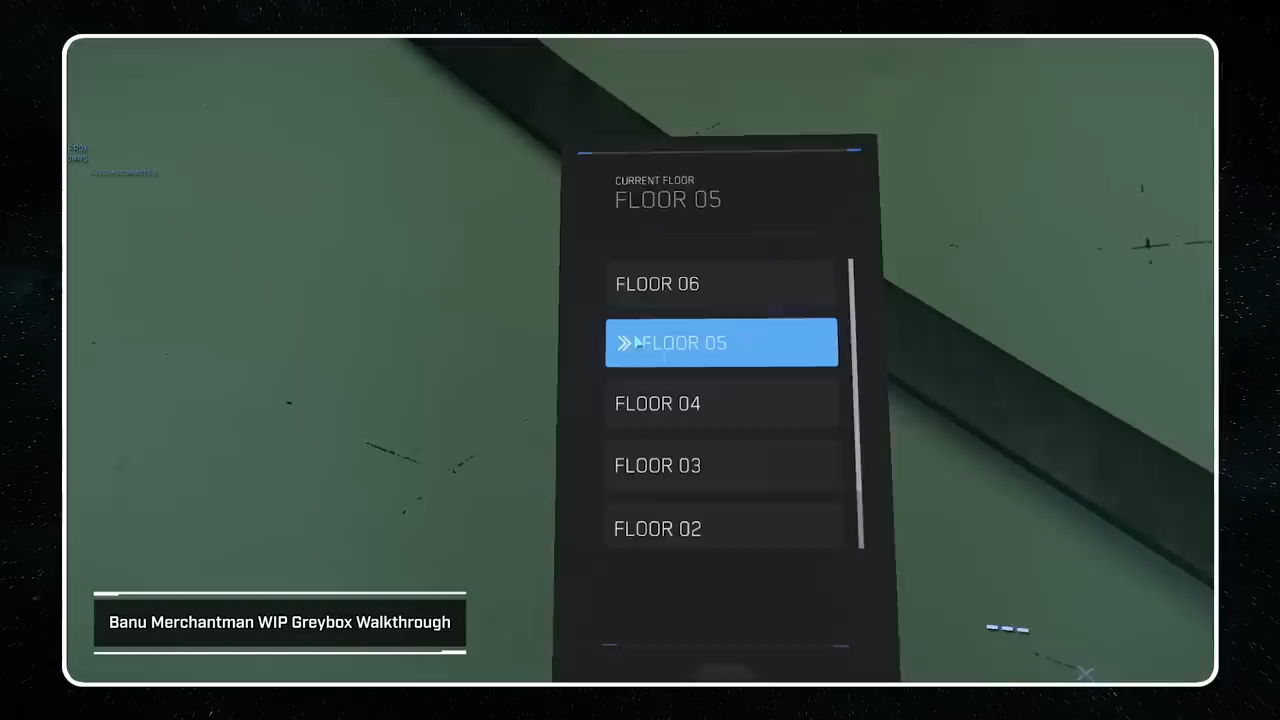 CURRENT FLOOR
FLOOR 05
FLOOR 06
FLOOR 05
FLOOR 04
FLOOR 03
FLOOR 02
Banu Merchantman WIP Greybox Walkthrough